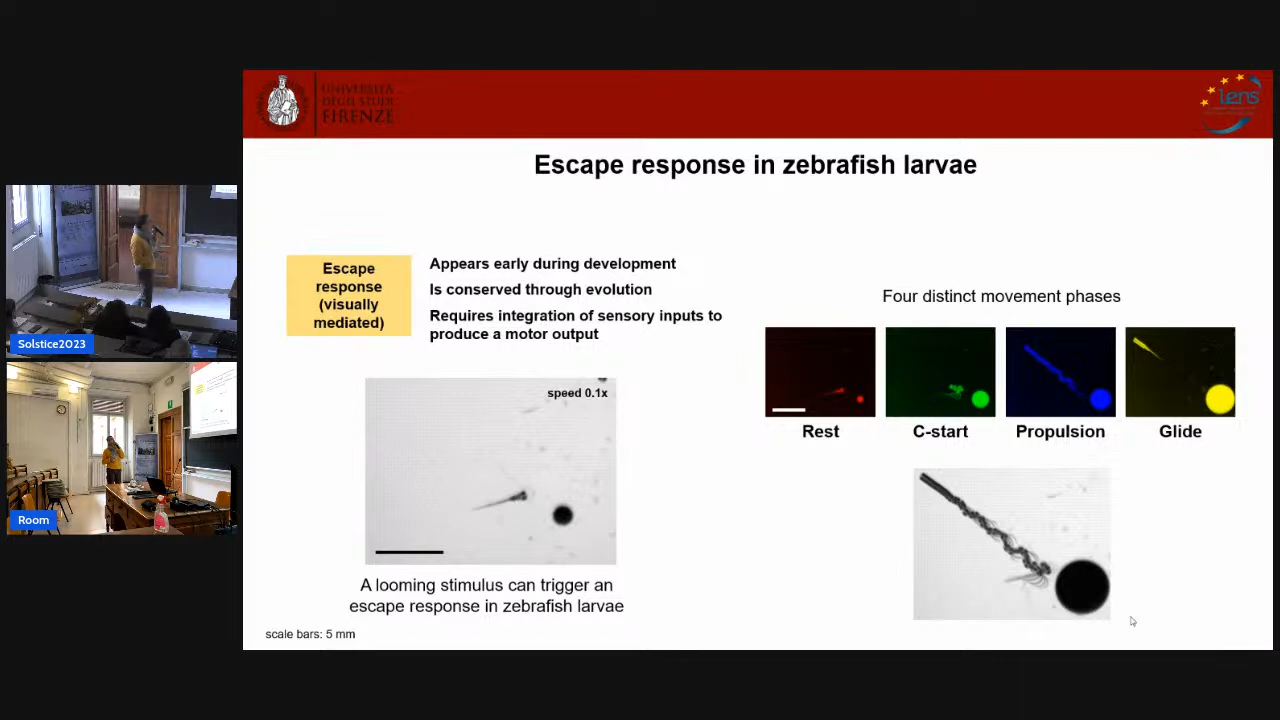 UNIVERSITÀ
DEGLI STUDI
FIRENZE
lens
Escape response in zebrafish larvae
Escape
response
(visually
mediated)
Appears early during development
Is conserved through evolution
Requires integration of sensory inputs to
produce a motor output
speed 0.1x
A looming stimulus can trigger an
escape response in zebrafish larvae
scale bars: 5 mm
Four distinct movement phases
Rest
C-start
Propulsion
Glide
Solstice2023
Room